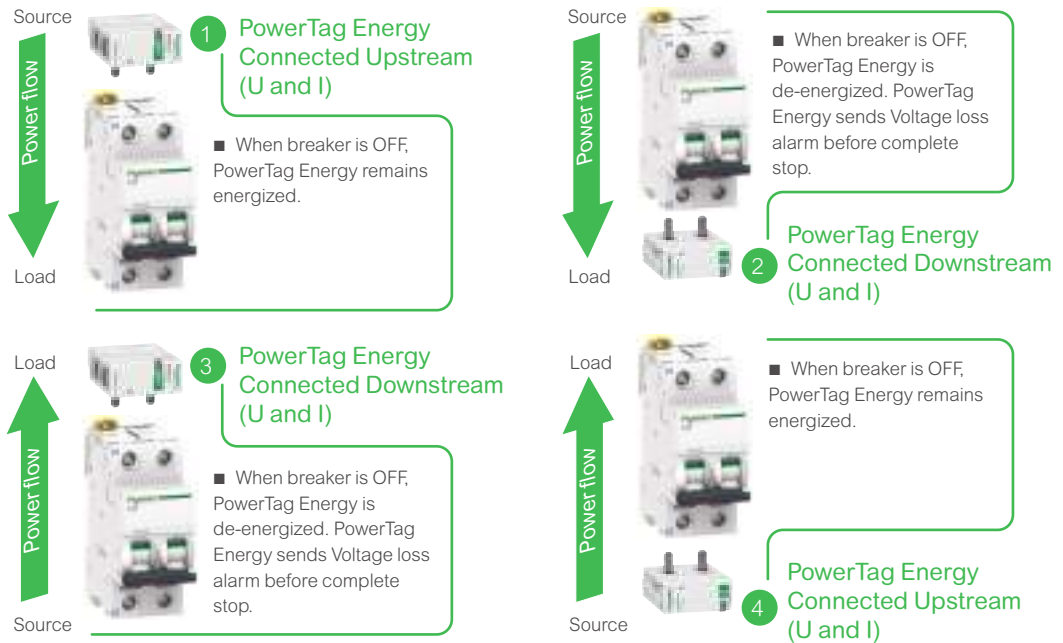 Source
Power flow
Load
1
PowerTag Energy
Connected Upstream
(U and I)
■ When breaker is OFF,
PowerTag Energy remains
energized.
Source
Power flow
Load
■ When breaker is OFF,
PowerTag Energy is
de-energized. PowerTag
Energy sends Voltage loss
alarm before complete
stop.
2
PowerTag Energy
Connected Downstream
(U and I)
Load
Power flow
Source
3
PowerTag Energy
Connected Downstream
(U and I)
■ When breaker is OFF,
PowerTag Energy is
de-energized. PowerTag
Energy sends Voltage loss
alarm before complete
stop.
Load
Power flow
Source
■ When breaker is OFF,
PowerTag Energy remains
energized.
4
PowerTag Energy
Connected Upstream
(U and I)